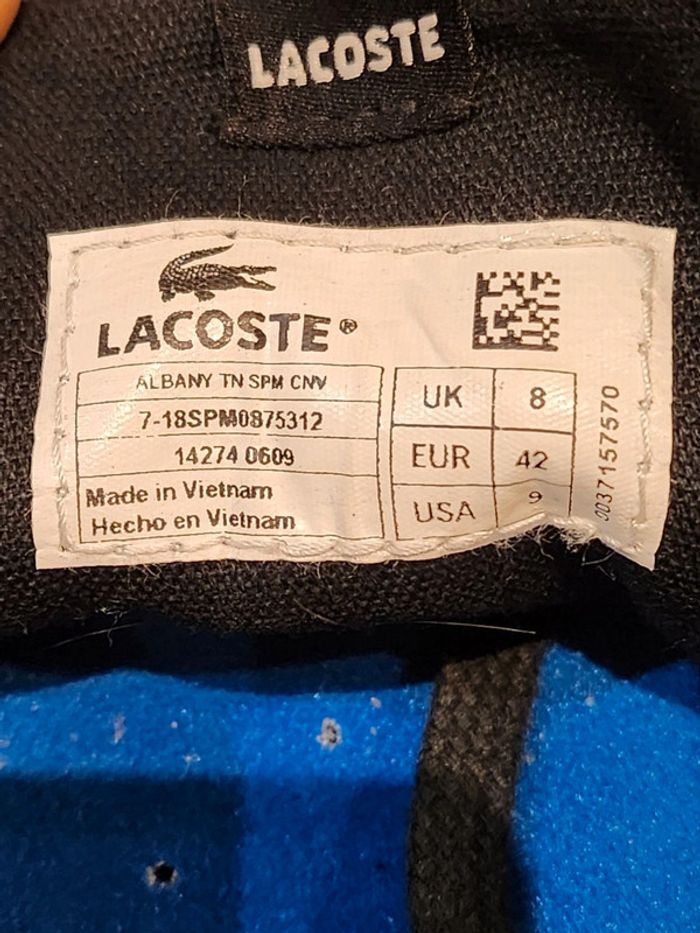 LACOSTE
LACOSTE®
ALBANY TN SPM CNV
7-18SPM0875312
14274 0609
Made in Vietnam
Hecho en Vietnam
UK 8
EUR 42
USA 9
0037157570